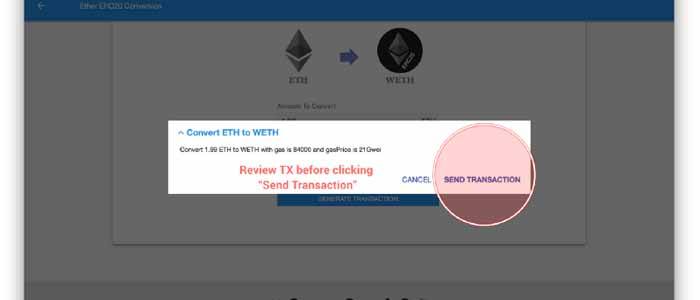 Ether ERC20 Conversion
ETH
WETH
Amount To Convert
Convert ETH to WETH
Convert 1.99 ETH to WETH with gas is 84000 and gasPrice is 21Gwei
Review TX before clicking
"Send Transaction"
CANCEL
SEND TRANSACTION
GENERATE TRANSACTION